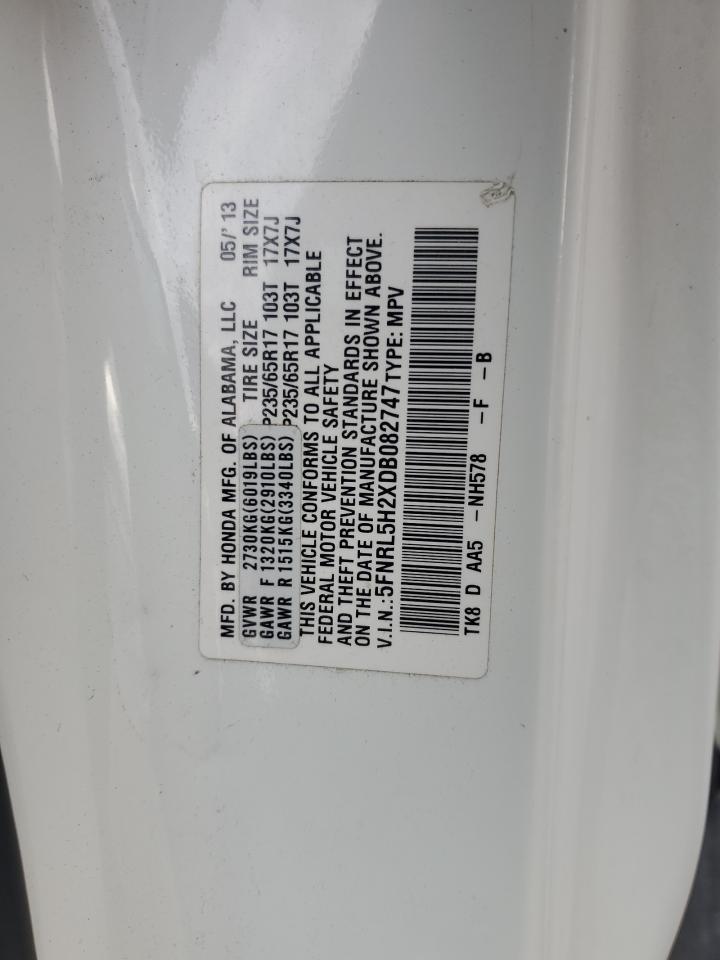 MFD. BY HONDA MFG. OF ALABAMA, LLC 05/'13
GVWR 2730KG(6019LBS) TIRE SIZE RIM SIZE
GAWR F 1320KG(2910LBS) P235/65R17 103T 17X7J
GAWR R 1515KG(3340LBS) P235/65R17 103T 17X7J
THIS VEHICLE CONFORMS TO ALL APPLICABLE
FEDERAL MOTOR VEHICLE SAFETY
AND THEFT PREVENTION STANDARDS IN EFFECT
ON THE DATE OF MANUFACTURE SHOWN ABOVE.
V.I.N.:5FNRL5H2XDB082747 TYPE: MPV
TK8 D AA5 -NH578 -F -B